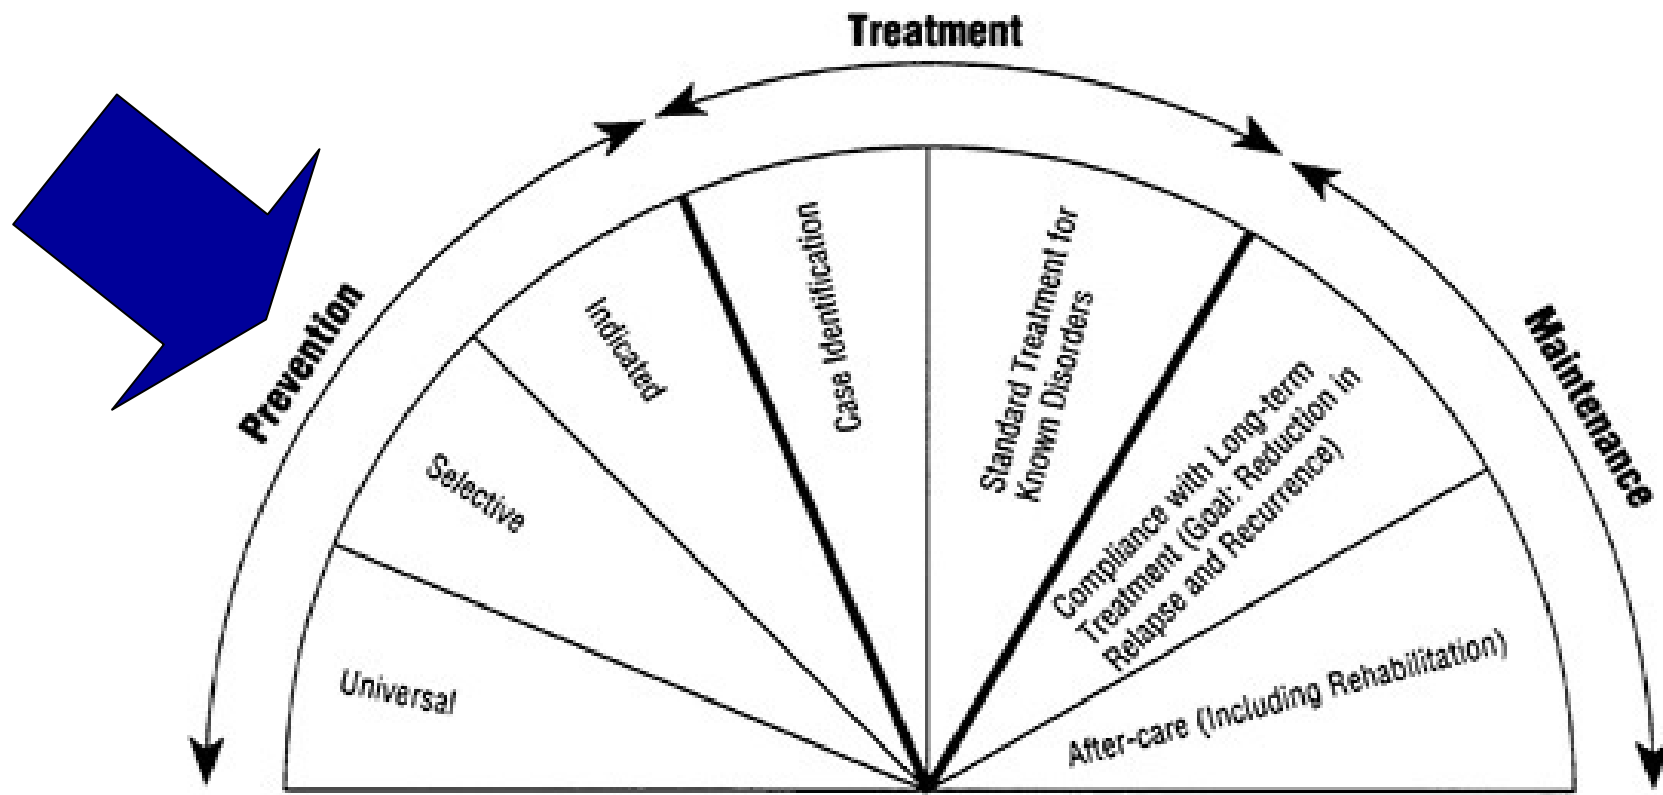 Treatment
Prevention
Maintenance
Universal
Selective
Indicated
Case Identification
Standard Treatment for
Known Disorders
Compliance with Long-term
Treatment (Goal: Reduction in
Relapse and Recurrence)
After-care (Including Rehabilitation)